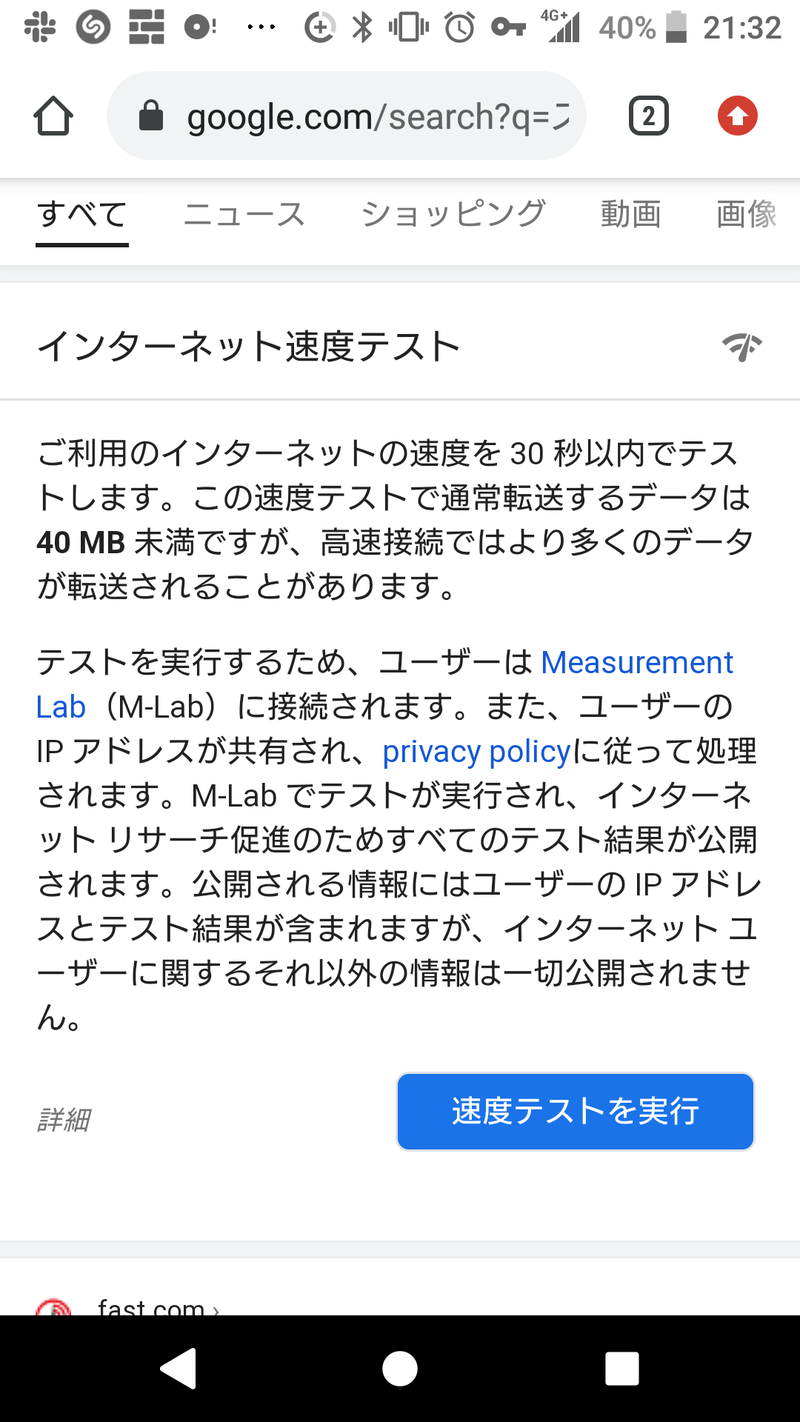 4G+ 40% 21:32
google.com/search?q=ス
2
すべて ニュース ショッピング 動画 画像
インターネット速度テスト
ご利用のインターネットの速度を 30 秒以内でテス
トします。この速度テストで通常転送するデータは
40 MB 未満ですが、高速接続ではより多くのデータ
が転送されることがあります。
テストを実行するため、ユーザーは Measurement
Lab（M-Lab）に接続されます。また、ユーザーの
IP アドレスが共有され、privacy policyに従って処理
されます。M-Lab でテストが実行され、インターネ
ット リサーチ促進のためすべてのテスト結果が公開
されます。公開される情報にはユーザーの IP アドレ
スとテスト結果が含まれますが、インターネット ユ
ーザーに関するそれ以外の情報は一切公開されませ
ん。
詳細
速度テストを実行
fast.com ›